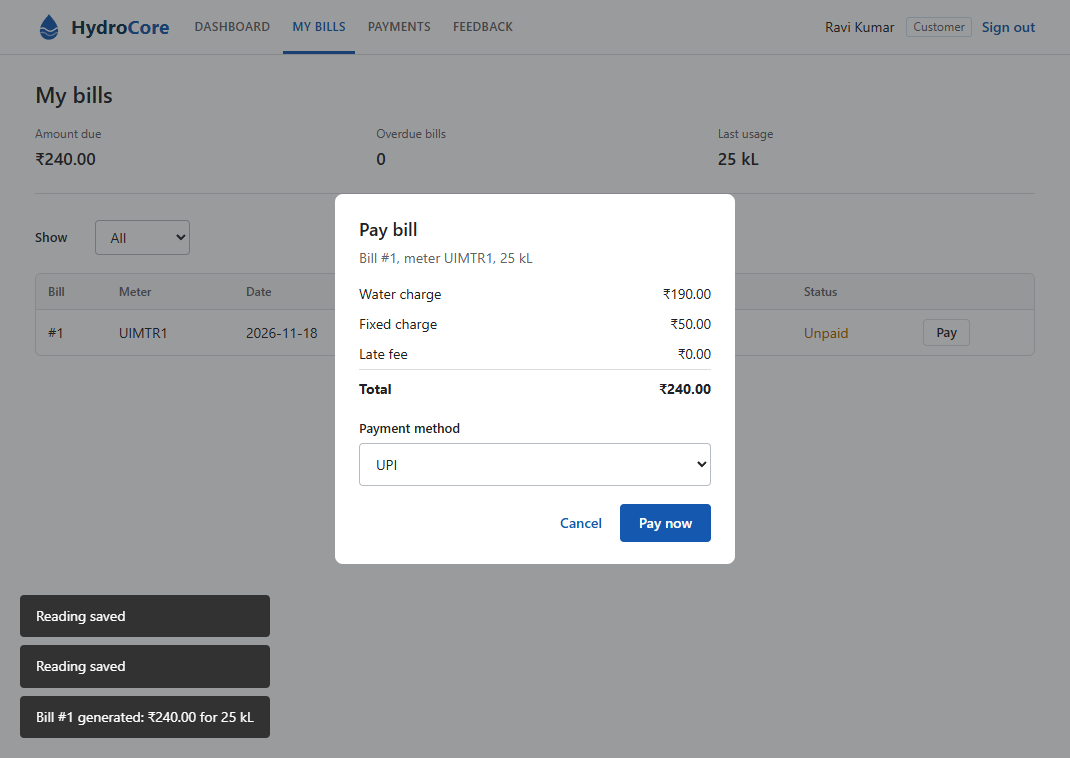 HydroCore DASHBOARD MY BILLS PAYMENTS FEEDBACK Ravi Kumar Customer Sign out
My bills
Amount due Overdue bills Last usage
₹240.00 0 25 kL
Show All
Bill Meter Date Status
#1 UIMTR1 2026-11-18 Unpaid Pay
Pay bill
Bill #1, meter UIMTR1, 25 kL
Water charge ₹190.00
Fixed charge ₹50.00
Late fee ₹0.00
Total ₹240.00
Payment method
UPI
Cancel Pay now
Reading saved
Reading saved
Bill #1 generated: ₹240.00 for 25 kL